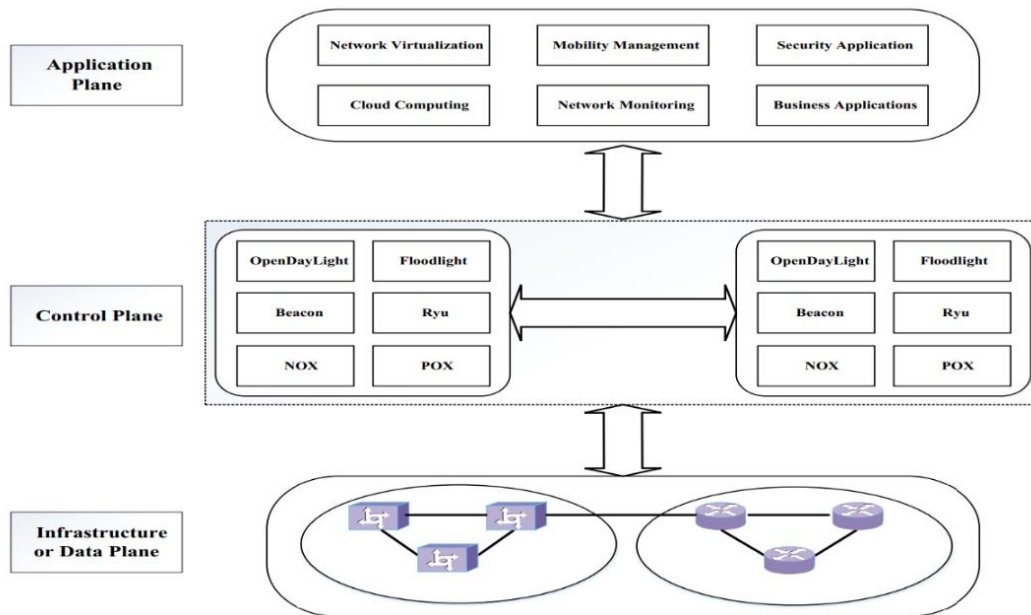 Application
Plane
Network Virtualization
Mobility Management
Security Application
Cloud Computing
Network Monitoring
Business Applications
Control Plane
OpenDayLight
Floodlight
Beacon
Ryu
NOX
POX
OpenDayLight
Floodlight
Beacon
Ryu
NOX
POX
Infrastructure
or Data Plane